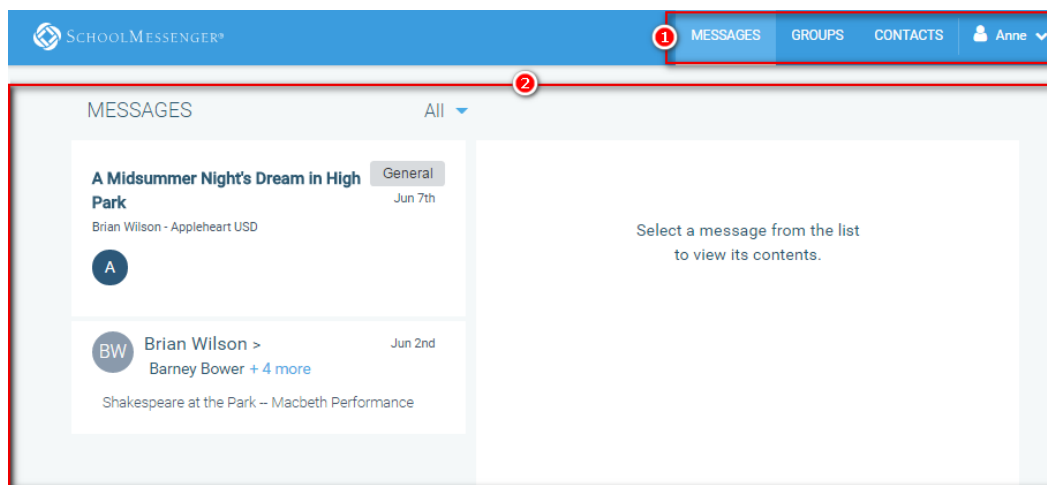 SCHOOLMESSENGER®
1 MESSAGES GROUPS CONTACTS Anne
2
MESSAGES All
A Midsummer Night's Dream in High General
Park Jun 7th
Brian Wilson - Appleheart USD
A
BW Brian Wilson > Jun 2nd
Barney Bower + 4 more
Shakespeare at the Park -- Macbeth Performance
Select a message from the list
to view its contents.